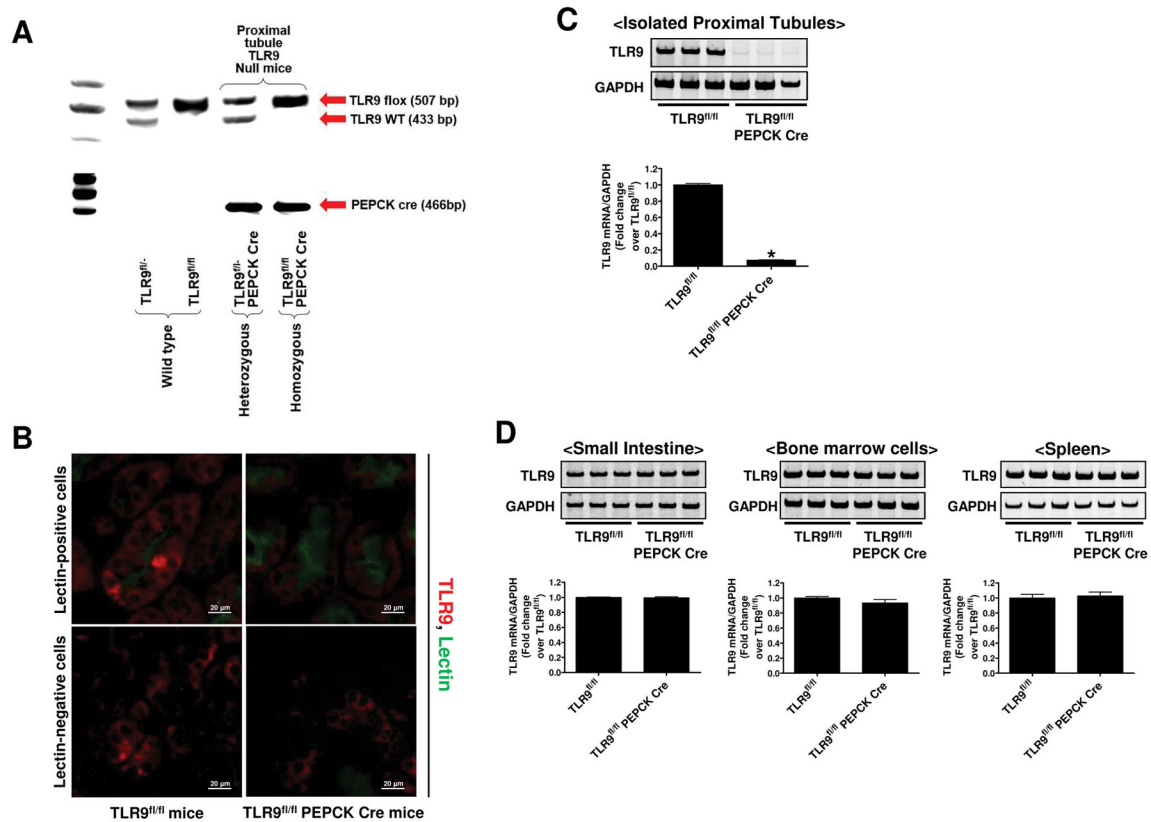 A
Proximal
tubule
TLR9
Null mice
TLR9 flox (507 bp)
TLR9 WT (433 bp)
PEPCK cre (466bp)
TLR9fl/-
TLR9fl/fl
TLR9fl/-
PEPCK Cre
TLR9fl/fl
PEPCK Cre
Wild type
Heterozygous
Homozygous
B
Lectin-positive cells
Lectin-negative cells
20 µm
20 µm
20 µm
20 µm
TLR9, Lectin
TLR9fl/fl mice
TLR9fl/fl PEPCK Cre mice
C
<Isolated Proximal Tubules>
TLR9
GAPDH
TLR9fl/fl
TLR9fl/fl
PEPCK Cre
TLR9 mRNA/GAPDH
(Fold change
over TLR9fl/fl)
1.2
1.0
0.8
0.6
0.4
0.2
0.0
*
TLR9fl/fl
TLR9fl/fl PEPCK Cre
D
<Small Intestine>
TLR9
GAPDH
TLR9fl/fl
TLR9fl/fl
PEPCK Cre
TLR9 mRNA/GAPDH
(Fold change
over TLR9fl/fl)
1.2
1.0
0.8
0.6
0.4
0.2
0.0
TLR9fl/fl
TLR9fl/fl PEPCK Cre
<Bone marrow cells>
TLR9
GAPDH
TLR9fl/fl
TLR9fl/fl
PEPCK Cre
TLR9 mRNA/GAPDH
(Fold change
over TLR9fl/fl)
1.2
1.0
0.8
0.6
0.4
0.2
0.0
TLR9fl/fl
TLR9fl/fl PEPCK Cre
<Spleen>
TLR9
GAPDH
TLR9fl/fl
TLR9fl/fl
PEPCK Cre
TLR9 mRNA/GAPDH
(Fold change
over TLR9fl/fl)
1.2
1.0
0.8
0.6
0.4
0.2
0.0
TLR9fl/fl
TLR9fl/fl PEPCK Cre